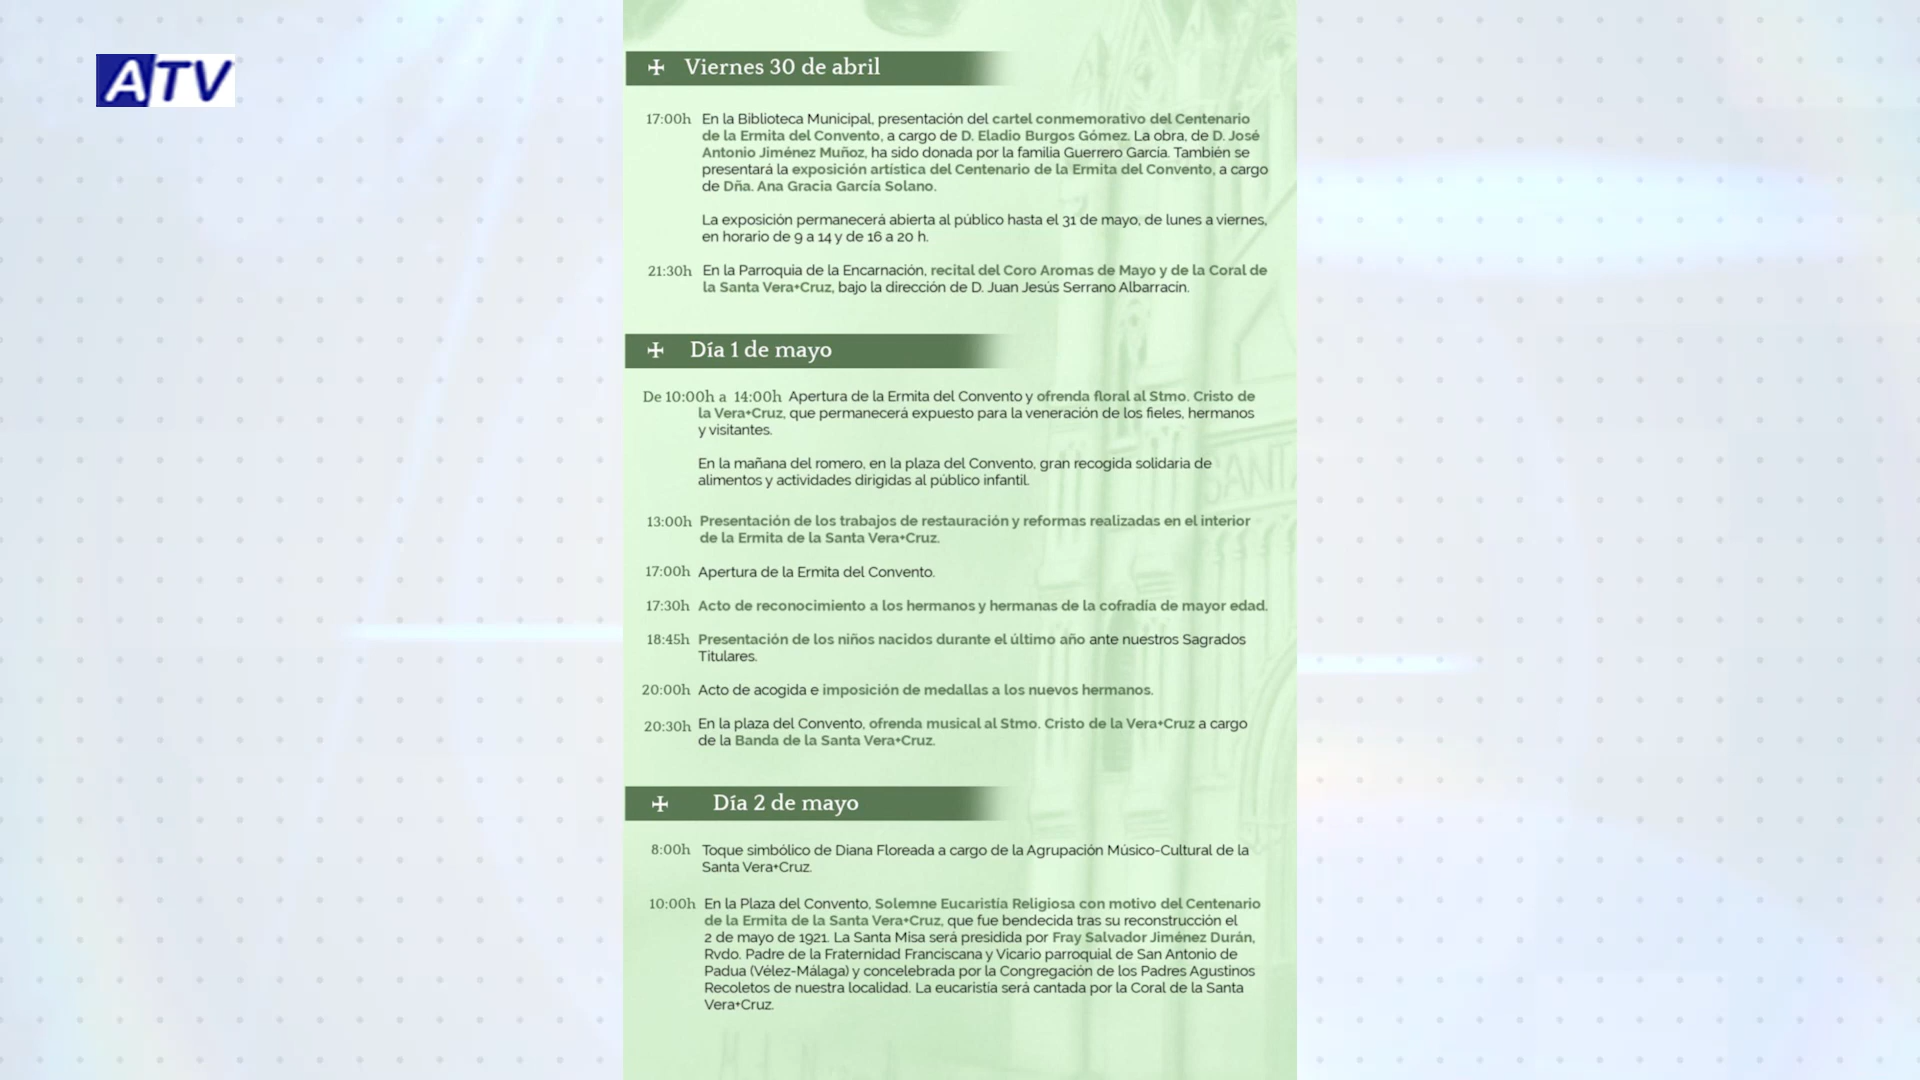 ATV
Viernes 30 de abril
17:00h En la Biblioteca Municipal, presentación del cartel conmemorativo del Centenario
de la Ermita del Convento, a cargo de D. Eladio Burgos Gómez. La obra, de D. José
Antonio Jiménez Muñoz, ha sido donada por la familia Guerrero García. También se
presentará la exposición artística del Centenario de la Ermita del Convento, a cargo
de Dña. Ana Gracia García Solano.
La exposición permanecerá abierta al público hasta el 31 de mayo, de lunes a viernes,
en horario de 9 a 14 y de 16 a 20 h.
21:30h En la Parroquia de la Encarnación, recital del Coro Aromas de Mayo y de la Coral de
la Santa Vera+Cruz, bajo la dirección de D. Juan Jesús Serrano Albarracín.
Día 1 de mayo
De 10:00h a 14:00h Apertura de la Ermita del Convento y ofrenda floral al Stmo. Cristo de
la Vera+Cruz, que permanecerá expuesto para la veneración de los fieles, hermanos
y visitantes.
En la mañana del romero, en la plaza del Convento, gran recogida solidaria de
alimentos y actividades dirigidas al público infantil.
13:00h Presentación de los trabajos de restauración y reformas realizadas en el interior
de la Ermita de la Santa Vera+Cruz.
17:00h Apertura de la Ermita del Convento.
17:30h Acto de reconocimiento a los hermanos y hermanas de la cofradía de mayor edad.
18:45h Presentación de los niños nacidos durante el último año ante nuestros Sagrados
Titulares.
20:00h Acto de acogida e imposición de medallas a los nuevos hermanos.
20:30h En la plaza del Convento, ofrenda musical al Stmo. Cristo de la Vera+Cruz a cargo
de la Banda de la Santa Vera+Cruz.
Día 2 de mayo
8:00h Toque simbólico de Diana Floreada a cargo de la Agrupación Músico-Cultural de la
Santa Vera+Cruz.
10:00h En la Plaza del Convento, Solemne Eucaristía Religiosa con motivo del Centenario
de la Ermita de la Santa Vera+Cruz, que fue bendecida tras su reconstrucción el
2 de mayo de 1921. La Santa Misa será presidida por Fray Salvador Jiménez Durán,
Rvdo. Padre de la Fraternidad Franciscana y Vicario parroquial de San Antonio de
Padua (Vélez-Málaga) y concelebrada por la Congregación de los Padres Agustinos
Recoletos de nuestra localidad. La eucaristía será cantada por la Coral de la Santa
Vera+Cruz.